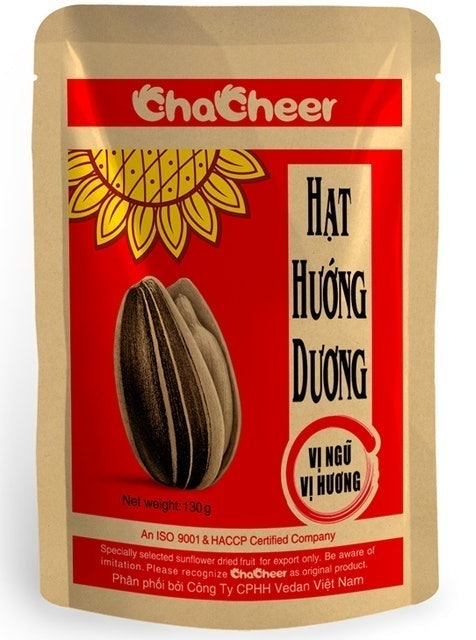 ChaCheer
HẠT
HƯỚNG
DƯƠNG
VỊ NGŨ
VỊ HƯƠNG
Net weight: 130g
An ISO 9001 & HACCP Certified Company
Specially selected sunflower dried fruit for export only. Be aware of
imitation. Please recognize ChaCheer as original product.
Phân phối bởi Công Ty CPHH Vedan Việt Nam